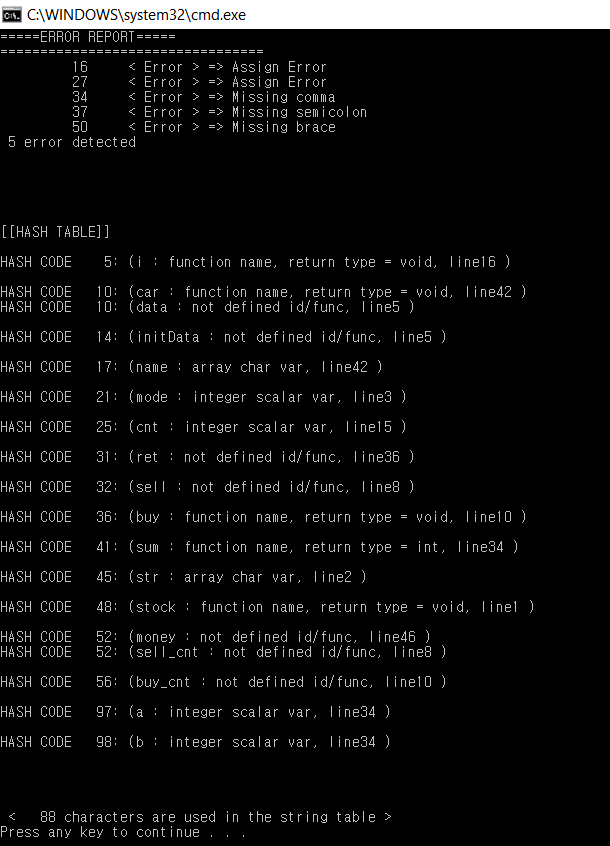 C:\WINDOWS\system32\cmd.exe
=====ERROR REPORT=====
=================================
16 < Error > => Assign Error
27 < Error > => Assign Error
34 < Error > => Missing comma
37 < Error > => Missing semicolon
50 < Error > => Missing brace
5 error detected
[[HASH TABLE]]
HASH CODE 5: (i : function name, return type = void, line16 )
HASH CODE 10: (car : function name, return type = void, line42 )
HASH CODE 10: (data : not defined id/func, line5 )
HASH CODE 14: (initData : not defined id/func, line5 )
HASH CODE 17: (name : array char var, line42 )
HASH CODE 21: (mode : integer scalar var, line3 )
HASH CODE 25: (cnt : integer scalar var, line15 )
HASH CODE 31: (ret : not defined id/func, line36 )
HASH CODE 32: (sell : not defined id/func, line8 )
HASH CODE 36: (buy : function name, return type = void, line10 )
HASH CODE 41: (sum : function name, return type = int, line34 )
HASH CODE 45: (str : array char var, line2 )
HASH CODE 48: (stock : function name, return type = void, line1 )
HASH CODE 52: (money : not defined id/func, line46 )
HASH CODE 52: (sell_cnt : not defined id/func, line8 )
HASH CODE 56: (buy_cnt : not defined id/func, line10 )
HASH CODE 97: (a : integer scalar var, line34 )
HASH CODE 98: (b : integer scalar var, line34 )
< 88 characters are used in the string table >
Press any key to continue . . .